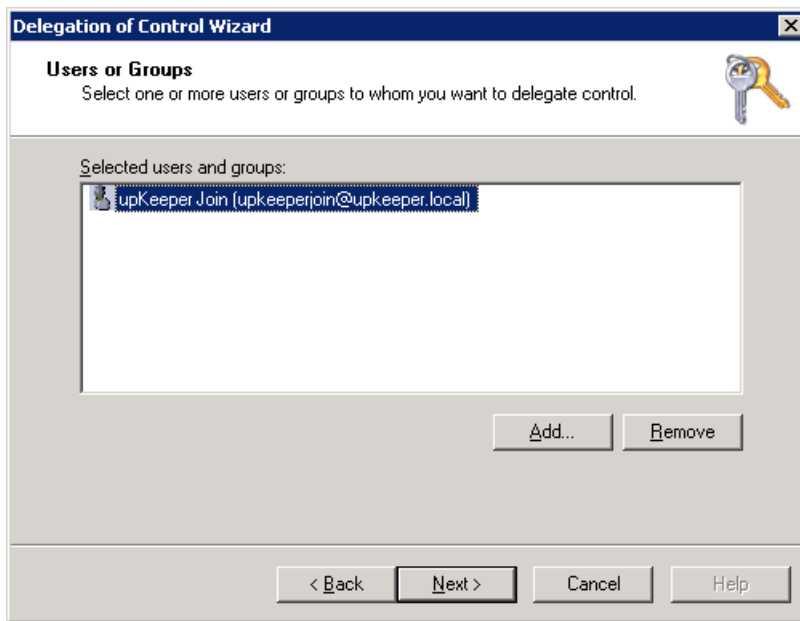 Delegation of Control Wizard
Users or Groups
Select one or more users or groups to whom you want to delegate control.
Selected users and groups:
upKeeper Join (upkeeperjoin@upkeeper.local)
Add...
Remove
< Back
Next >
Cancel
Help